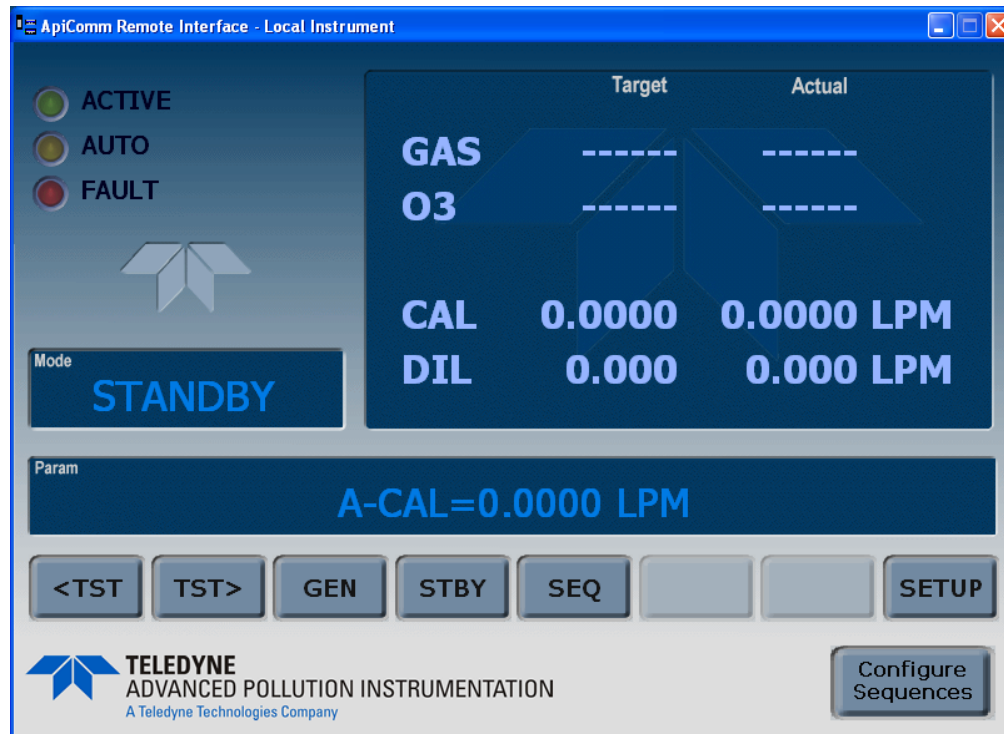 ApiComm Remote Interface - Local Instrument
ACTIVE
AUTO
FAULT
Target Actual
GAS ------ ------
O3 ------ ------
CAL 0.0000 0.0000 LPM
DIL 0.000 0.000 LPM
Mode
STANDBY
Param
A-CAL=0.0000 LPM
<TST TST> GEN STBY SEQ SETUP
TELEDYNE
ADVANCED POLLUTION INSTRUMENTATION
A Teledyne Technologies Company
Configure
Sequences